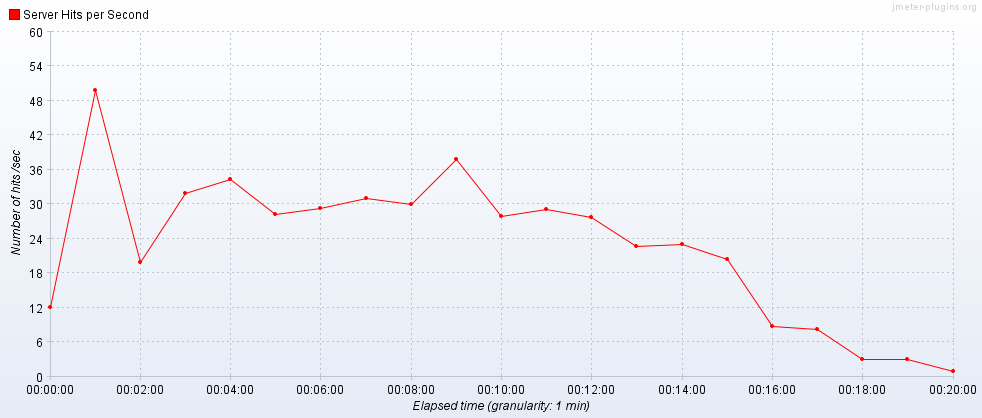 Server Hits per Second
jmeter-plugins.org
60
54
48
42
36
30
24
18
12
6
0
Number of hits /sec
00:00:00 00:02:00 00:04:00 00:06:00 00:08:00 00:10:00 00:12:00 00:14:00 00:16:00 00:18:00 00:20:00
Elapsed time (granularity: 1 min)